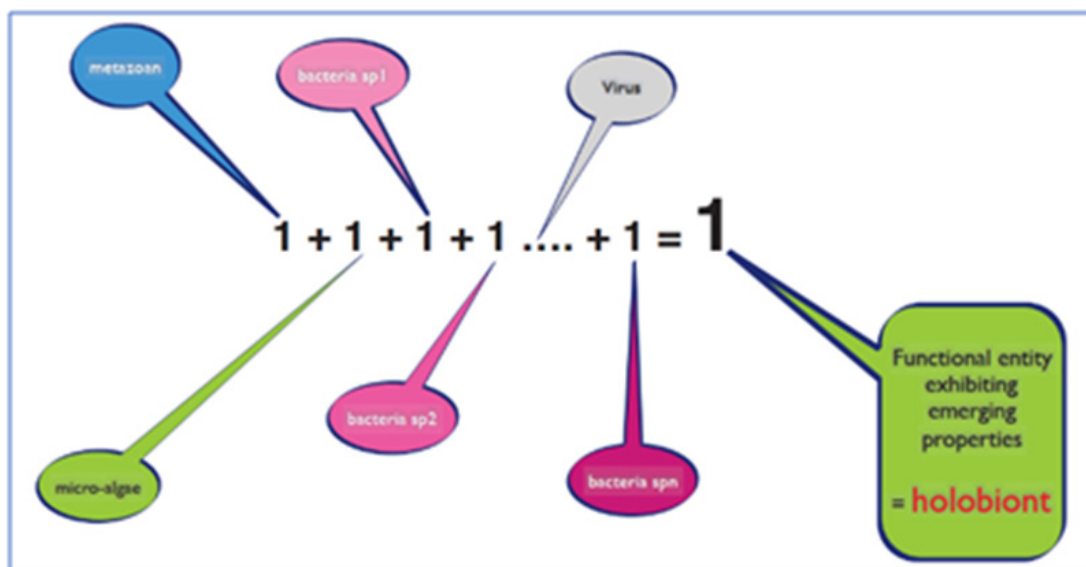 metazoan
bacteria sp1
Virus
1 + 1 + 1 + 1 .... + 1 = 1
micro-algae
bacteria sp2
bacteria spn
Functional entity
exhibiting
emerging
properties
= holobiont